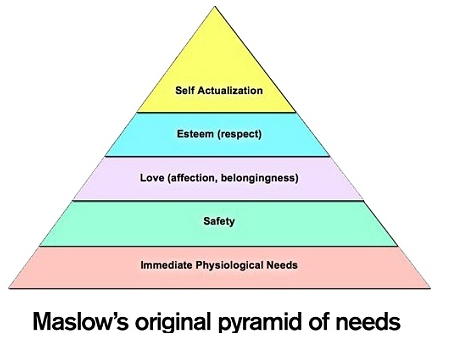 Self Actualization
Esteem (respect)
Love (affection, belongingness)
Safety
Immediate Physiological Needs
Maslow's original pyramid of needs